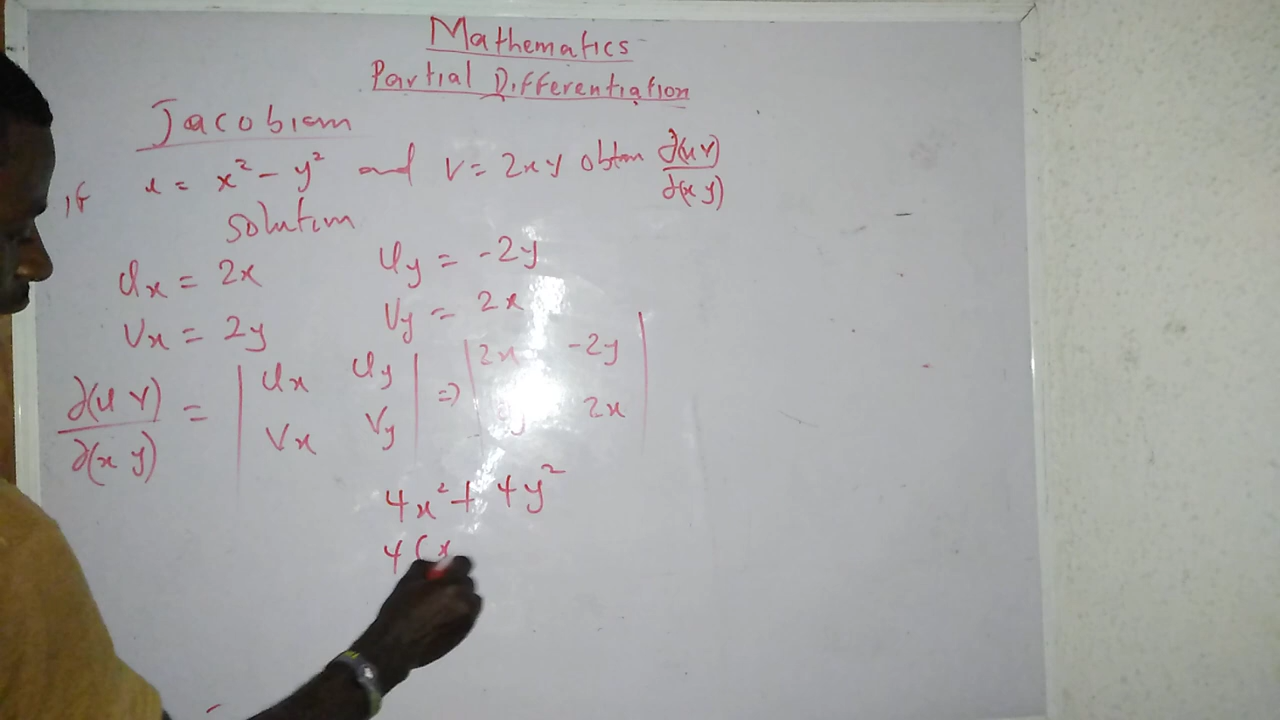 Mathematics
Partial Differentiation
Jacobian
If u = x² - y² and v = 2xy obtain ∂(u v)/∂(x y)
solution
Ux = 2x Uy = -2y
Vx = 2y Vy = 2x
∂(u v)/∂(x y) = | Ux Uy | => | 2x -2y |
| Vx Vy | | 2y 2x |
4x² + 4y²
4(x